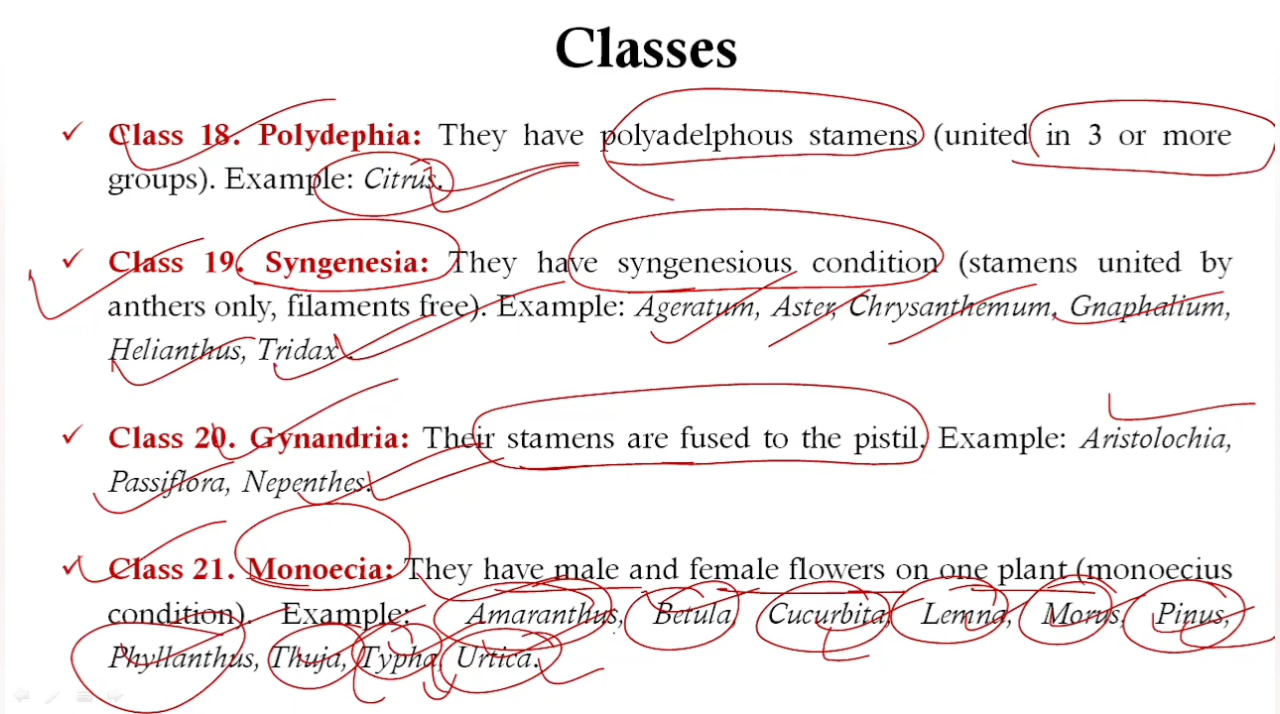 Classes
✓ Class 18. Polydephia: They have polyadelphous stamens (united in 3 or more
groups). Example: Citrus.
✓ Class 19. Syngenesia: They have syngenesious condition (stamens united by
anthers only, filaments free). Example: Ageratum, Aster, Chrysanthemum, Gnaphalium,
Helianthus, Tridax .
✓ Class 20. Gynandria: Their stamens are fused to the pistil. Example: Aristolochia,
Passiflora, Nepenthes.
✓ Class 21. Monoecia: They have male and female flowers on one plant (monoecius
condition). Example: Amaranthus, Betula, Cucurbita, Lemna, Morus, Pinus,
Phyllanthus, Thuja, Typha, Urtica.